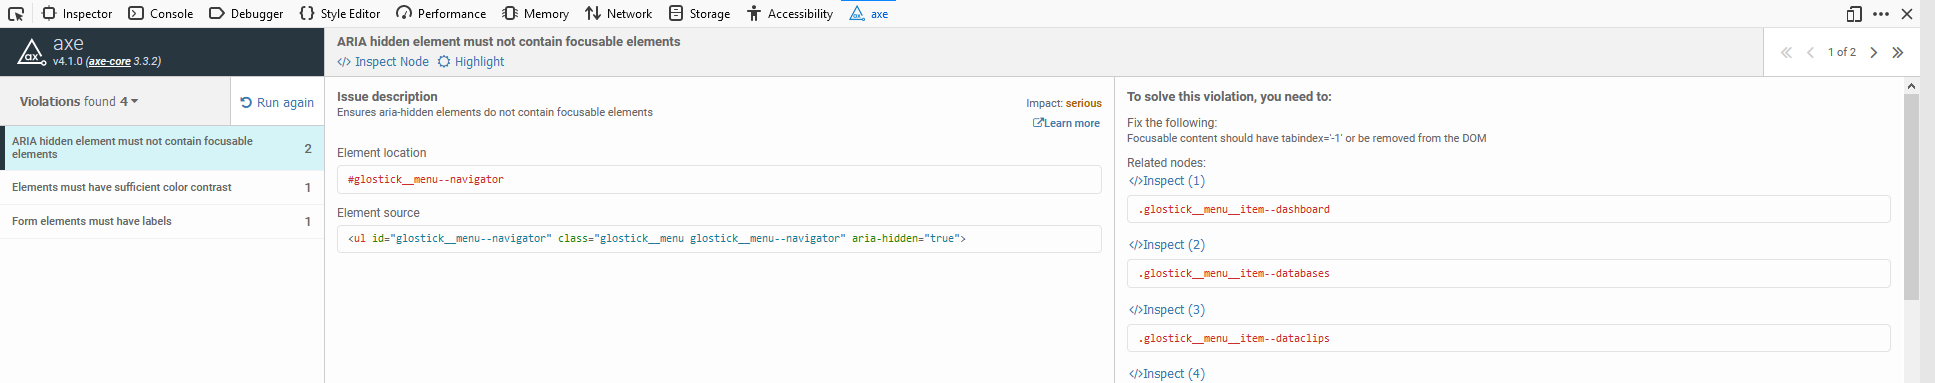 Inspector Console Debugger Style Editor Performance Memory Network Storage Accessibility axe
axe
v4.1.0 (axe-core 3.3.2)
ARIA hidden element must not contain focusable elements
</> Inspect Node Highlight
1 of 2
Violations found 4
Run again
ARIA hidden element must not contain focusable elements 2
Elements must have sufficient color contrast 1
Form elements must have labels 1
Issue description
Ensures aria-hidden elements do not contain focusable elements
Impact: serious
Learn more
Element location
#glostick__menu--navigator
Element source
<ul id="glostick__menu--navigator" class="glostick__menu glostick__menu--navigator" aria-hidden="true">
To solve this violation, you need to:
Fix the following:
Focusable content should have tabindex='-1' or be removed from the DOM
Related nodes:
</>Inspect (1)
.glostick__menu__item--dashboard
</>Inspect (2)
.glostick__menu__item--databases
</>Inspect (3)
.glostick__menu__item--dataclips
</>Inspect (4)